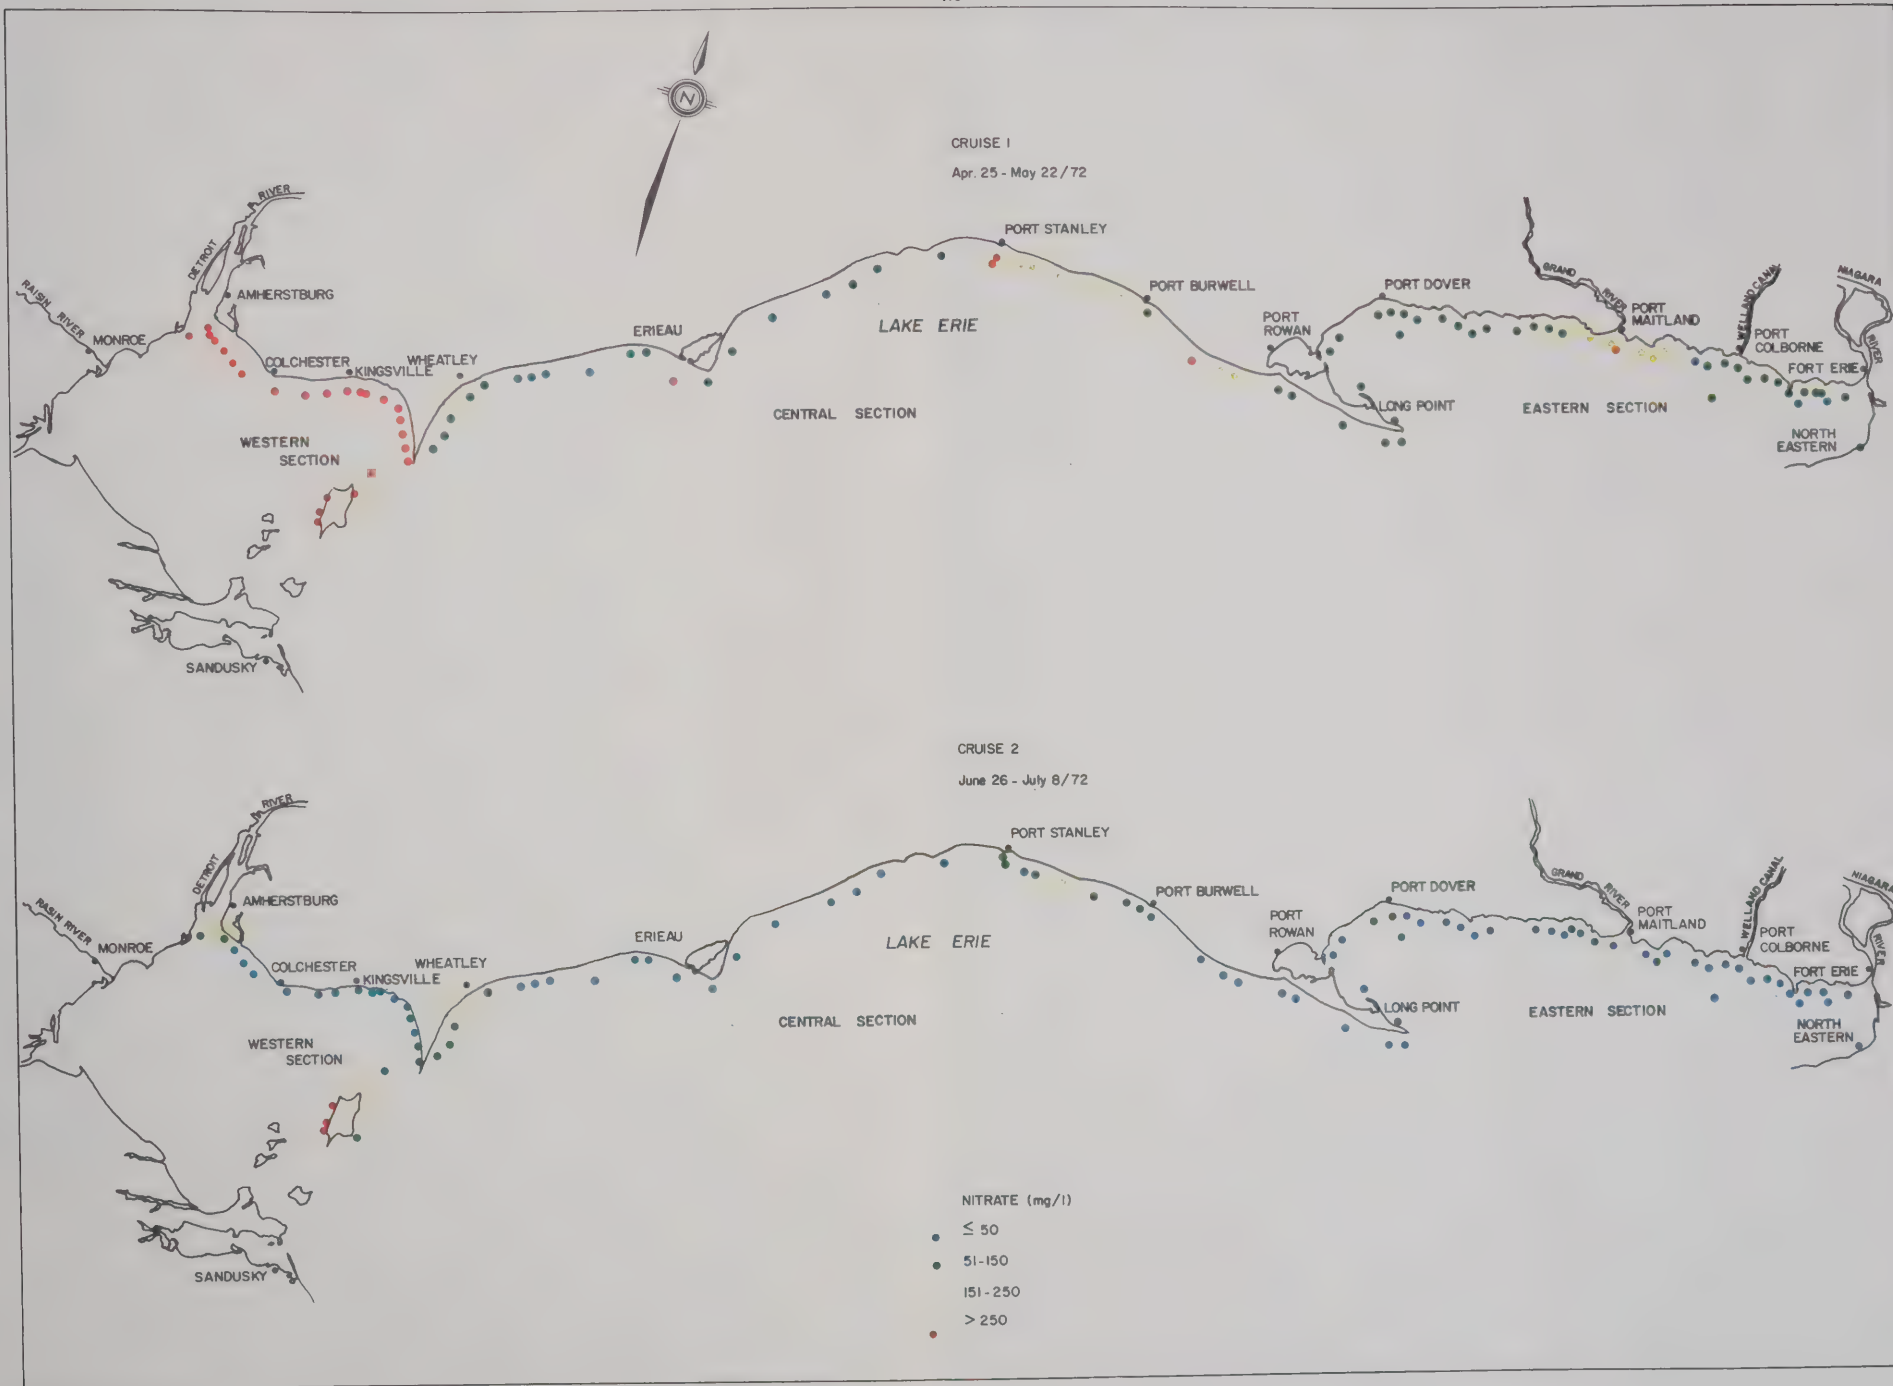 N
CRUISE 1
Apr. 25 - May 22/72
RIVER
DETROIT
AMHERSTBURG
RAISIN
RIVER
MONROE
COLCHESTER
KINGSVILLE
WHEATLEY
ERIEAU
PORT STANLEY
LAKE ERIE
PORT BURWELL
PORT
ROWAN
PORT DOVER
GRAND
RIVER
PORT
MAITLAND
WELLAND CANAL
PORT
COLBORNE
NIAGARA
RIVER
FORT ERIE
LONG POINT
CENTRAL SECTION
EASTERN SECTION
NORTH
EASTERN
WESTERN
SECTION
SANDUSKY
CRUISE 2
June 26 - July 8/72
RIVER
DETROIT
AMHERSTBURG
RASIN RIVER
MONROE
COLCHESTER
KINGSVILLE
WHEATLEY
ERIEAU
PORT STANLEY
LAKE ERIE
PORT BURWELL
PORT
ROWAN
PORT DOVER
GRAND
RIVER
PORT
MAITLAND
WELLAND CANAL
PORT
COLBORNE
NIAGARA
RIVER
FORT ERIE
LONG POINT
CENTRAL SECTION
EASTERN SECTION
NORTH
EASTERN
WESTERN
SECTION
SANDUSKY
NITRATE (mg/l)
≤ 50
51-150
151-250
> 250